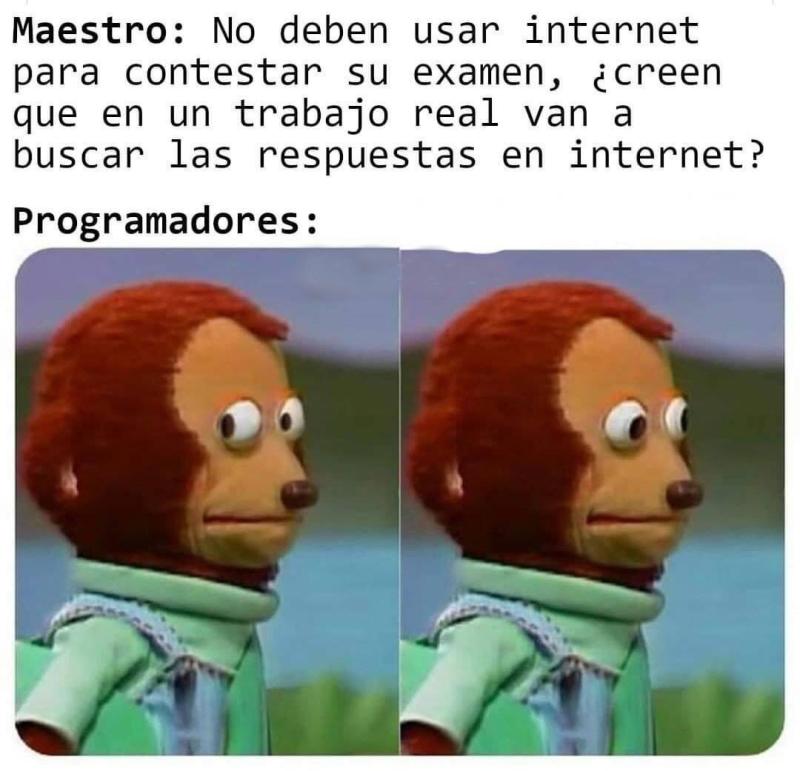 Maestro: No deben usar internet
para contestar su examen, ¿creen
que en un trabajo real van a
buscar las respuestas en internet?
Programadores: